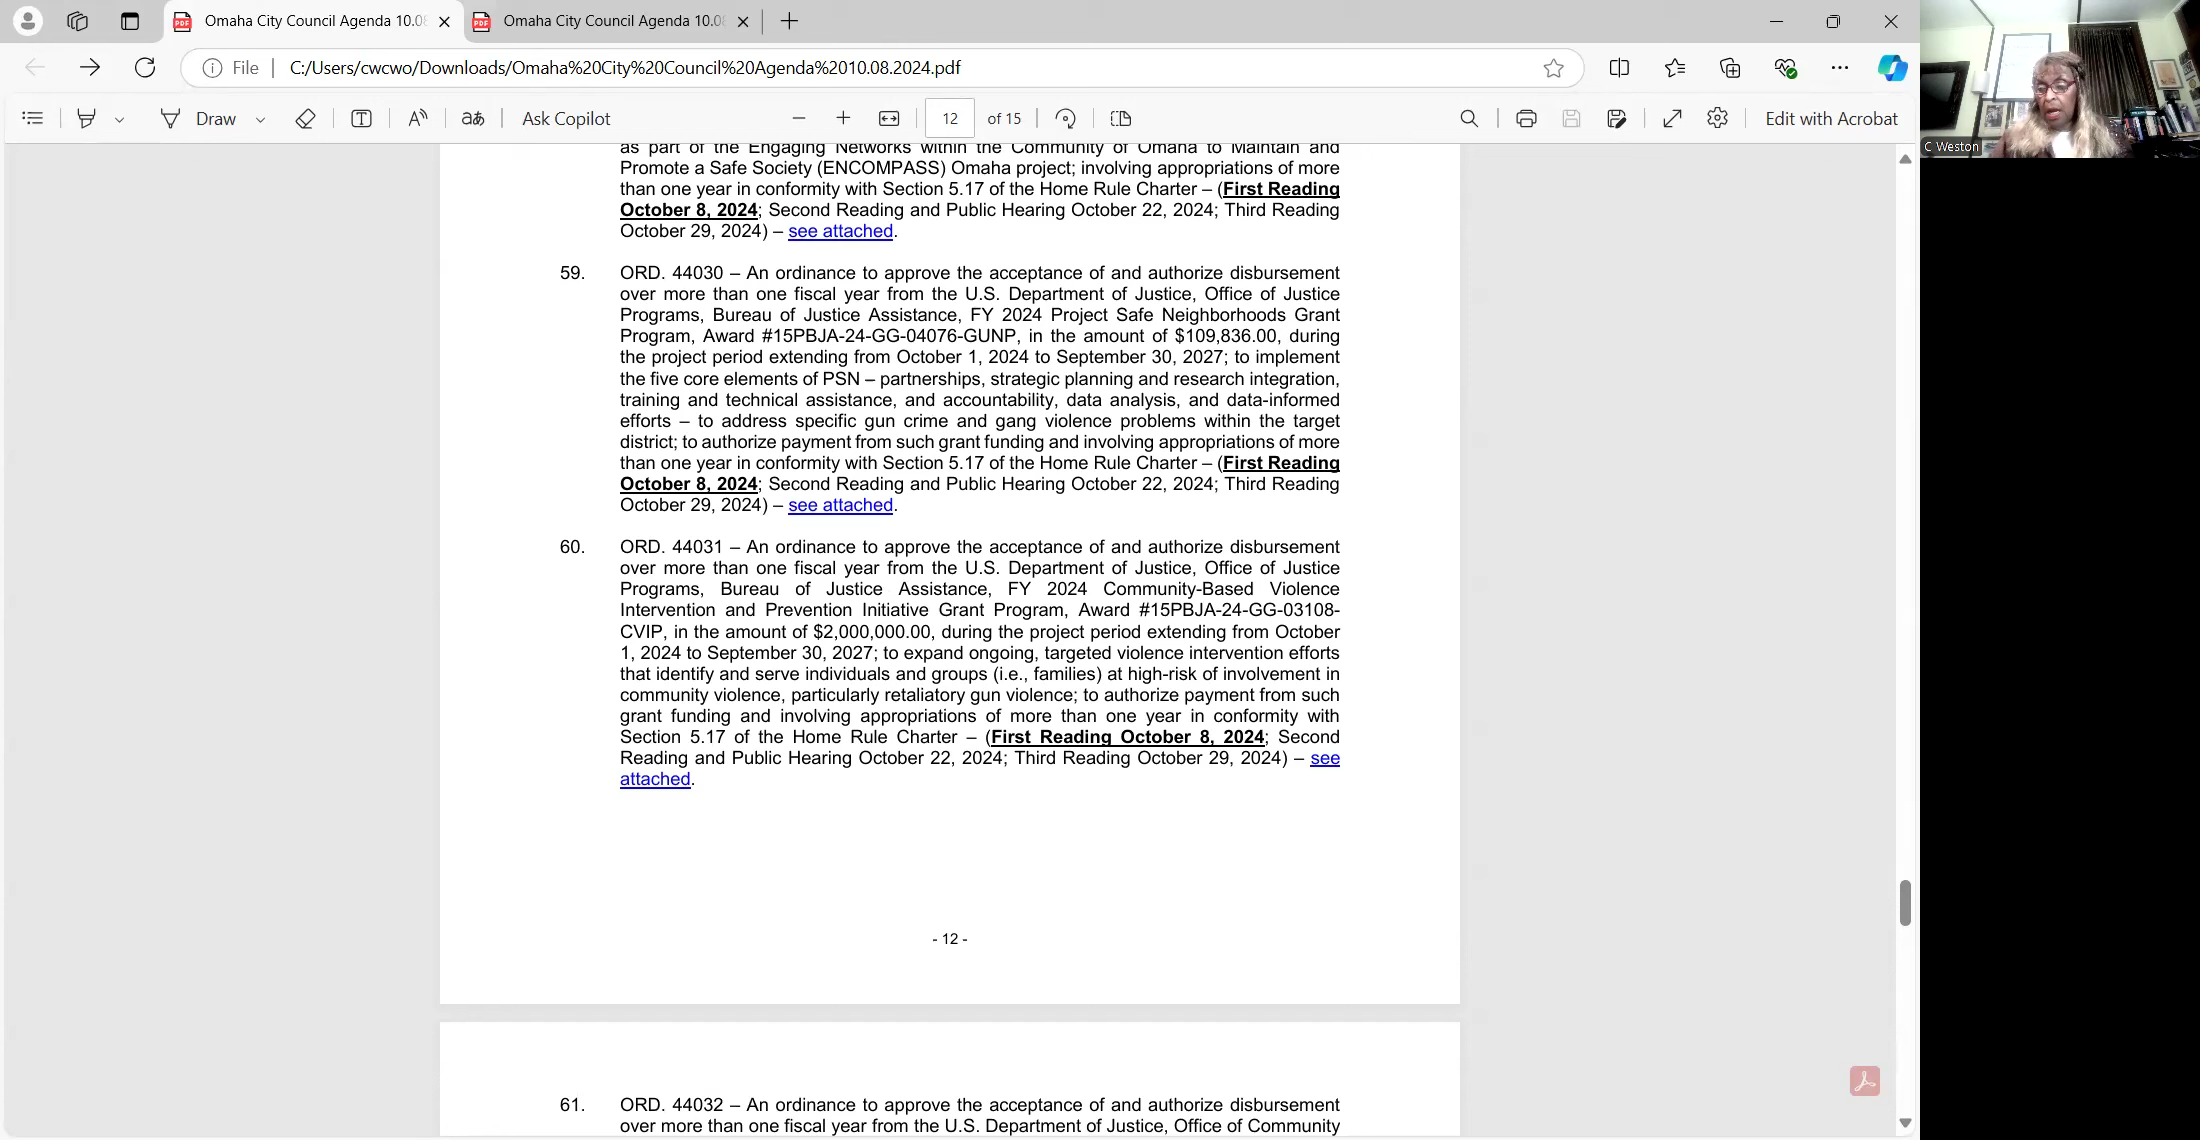 Omaha City Council Agenda 10.08
Omaha City Council Agenda 10.08
File
C:/Users/cwcwo/Downloads/Omaha%20City%20Council%20Agenda%2010.08.2024.pdf
Draw
Ask Copilot
12 of 15
Edit with Acrobat
C Weston
as part of the Engaging Networks within the Community of Omaha to Maintain and
Promote a Safe Society (ENCOMPASS) Omaha project; involving appropriations of more
than one year in conformity with Section 5.17 of the Home Rule Charter – (First Reading
October 8, 2024; Second Reading and Public Hearing October 22, 2024; Third Reading
October 29, 2024) – see attached.
59. ORD. 44030 – An ordinance to approve the acceptance of and authorize disbursement
over more than one fiscal year from the U.S. Department of Justice, Office of Justice
Programs, Bureau of Justice Assistance, FY 2024 Project Safe Neighborhoods Grant
Program, Award #15PBJA-24-GG-04076-GUNP, in the amount of $109,836.00, during
the project period extending from October 1, 2024 to September 30, 2027; to implement
the five core elements of PSN – partnerships, strategic planning and research integration,
training and technical assistance, and accountability, data analysis, and data-informed
efforts – to address specific gun crime and gang violence problems within the target
district; to authorize payment from such grant funding and involving appropriations of more
than one year in conformity with Section 5.17 of the Home Rule Charter – (First Reading
October 8, 2024; Second Reading and Public Hearing October 22, 2024; Third Reading
October 29, 2024) – see attached.
60. ORD. 44031 – An ordinance to approve the acceptance of and authorize disbursement
over more than one fiscal year from the U.S. Department of Justice, Office of Justice
Programs, Bureau of Justice Assistance, FY 2024 Community-Based Violence
Intervention and Prevention Initiative Grant Program, Award #15PBJA-24-GG-03108-
CVIP, in the amount of $2,000,000.00, during the project period extending from October
1, 2024 to September 30, 2027; to expand ongoing, targeted violence intervention efforts
that identify and serve individuals and groups (i.e., families) at high-risk of involvement in
community violence, particularly retaliatory gun violence; to authorize payment from such
grant funding and involving appropriations of more than one year in conformity with
Section 5.17 of the Home Rule Charter – (First Reading October 8, 2024; Second
Reading and Public Hearing October 22, 2024; Third Reading October 29, 2024) – see
attached.
- 12 -
61. ORD. 44032 – An ordinance to approve the acceptance of and authorize disbursement
over more than one fiscal year from the U.S. Department of Justice, Office of Community